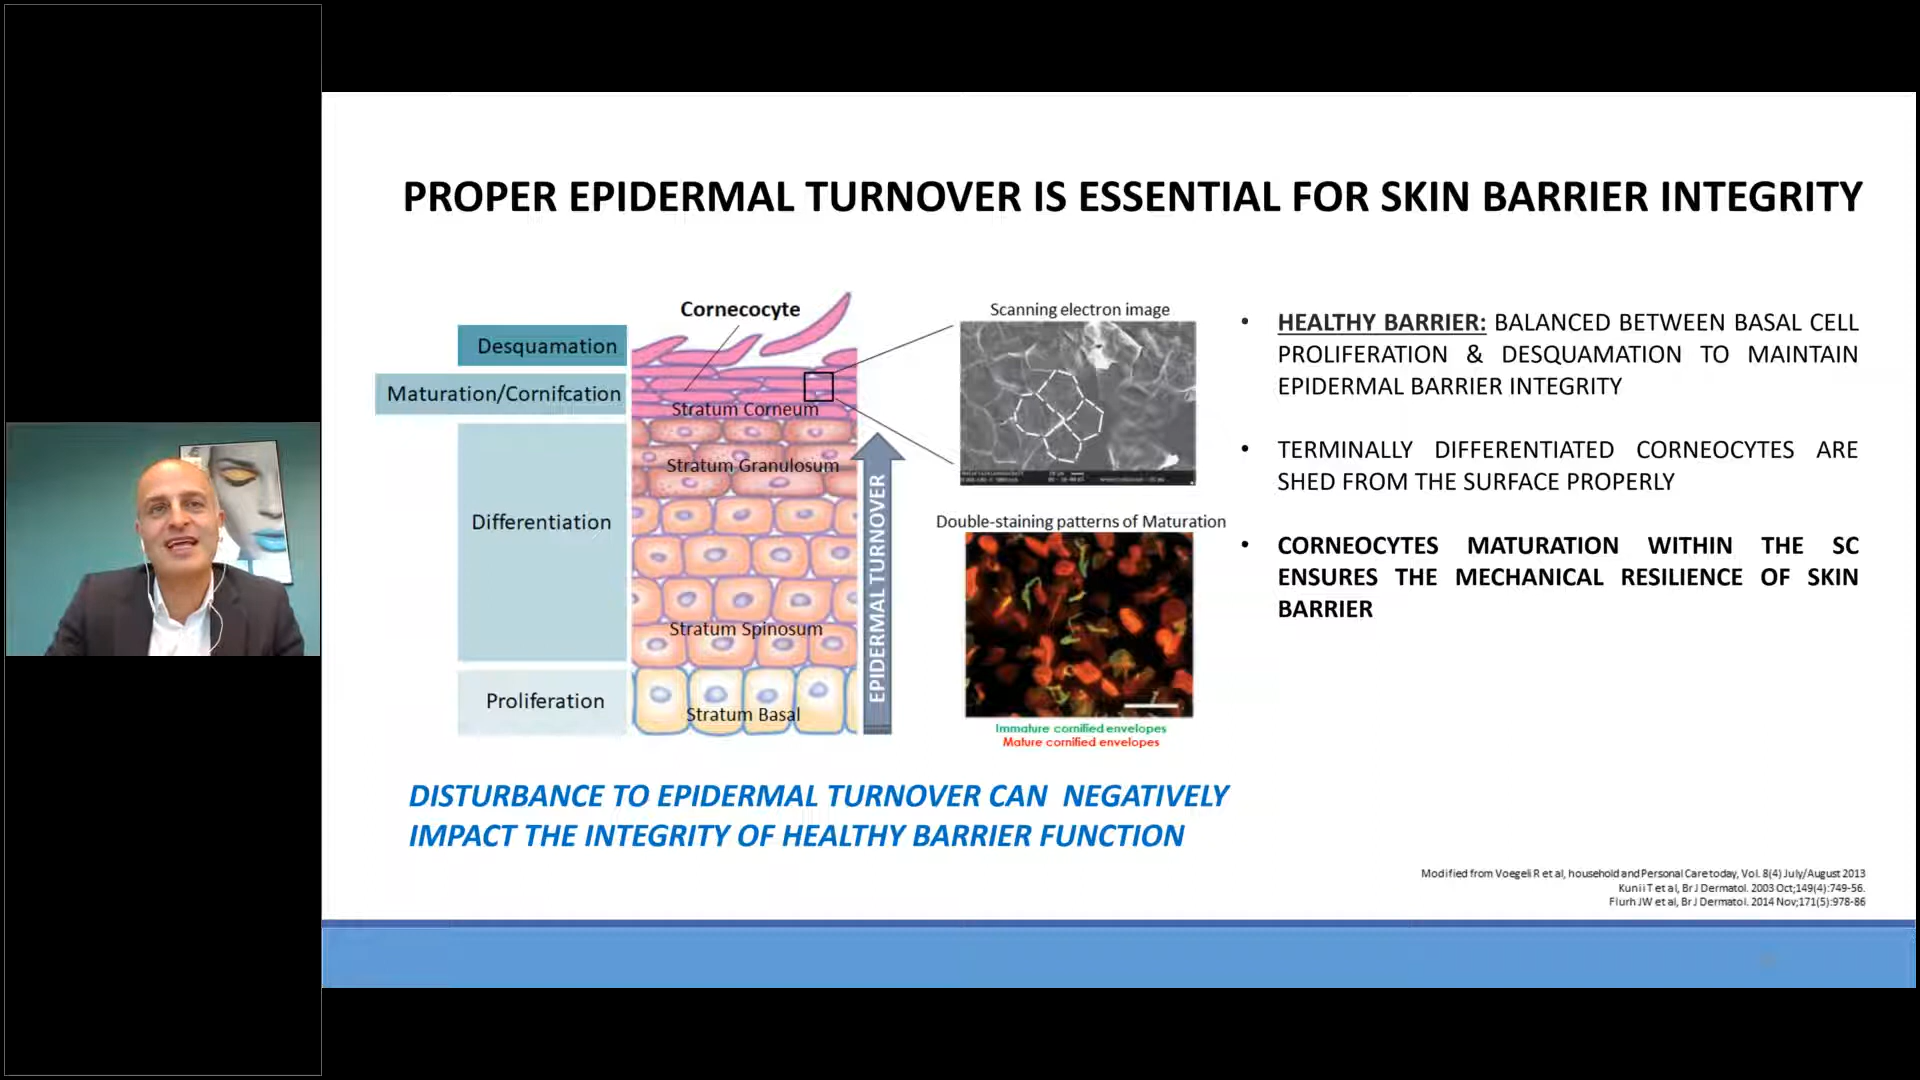 PROPER EPIDERMAL TURNOVER IS ESSENTIAL FOR SKIN BARRIER INTEGRITY
Cornecocyte
Desquamation
Maturation/Cornifcation
Differentiation
Proliferation
Stratum Corneum
Stratum Granulosum
Stratum Spinosum
Stratum Basal
EPIDERMAL TURNOVER
Scanning electron image
Double-staining patterns of Maturation
Immature cornified envelopes
Mature cornified envelopes
• HEALTHY BARRIER: BALANCED BETWEEN BASAL CELL
PROLIFERATION & DESQUAMATION TO MAINTAIN
EPIDERMAL BARRIER INTEGRITY
• TERMINALLY DIFFERENTIATED CORNEOCYTES ARE
SHED FROM THE SURFACE PROPERLY
• CORNEOCYTES MATURATION WITHIN THE SC
ENSURES THE MECHANICAL RESILIENCE OF SKIN
BARRIER
DISTURBANCE TO EPIDERMAL TURNOVER CAN NEGATIVELY
IMPACT THE INTEGRITY OF HEALTHY BARRIER FUNCTION
Modified from Voegeli R et al, household and Personal Care today, Vol. 8(4) July/August 2013
Kunii T et al, Br J Dermatol. 2003 Oct;149(4):749-56.
Flurh JW et al, Br J Dermatol. 2014 Nov;171(5):978-86